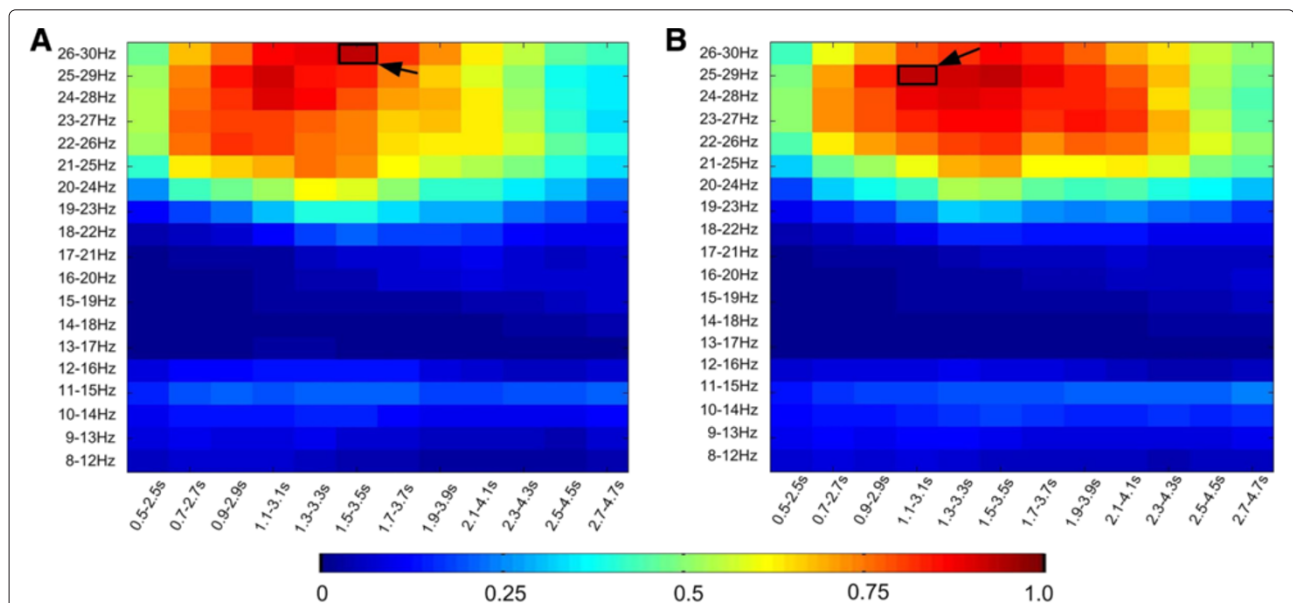 A
26-30Hz
25-29Hz
24-28Hz
23-27Hz
22-26Hz
21-25Hz
20-24Hz
19-23Hz
18-22Hz
17-21Hz
16-20Hz
15-19Hz
14-18Hz
13-17Hz
12-16Hz
11-15Hz
10-14Hz
9-13Hz
8-12Hz
0.5-2.5s 0.7-2.7s 0.9-2.9s 1.1-3.1s 1.3-3.3s 1.5-3.5s 1.7-3.7s 1.9-3.9s 2.1-4.1s 2.3-4.3s 2.5-4.5s 2.7-4.7s
B
26-30Hz
25-29Hz
24-28Hz
23-27Hz
22-26Hz
21-25Hz
20-24Hz
19-23Hz
18-22Hz
17-21Hz
16-20Hz
15-19Hz
14-18Hz
13-17Hz
12-16Hz
11-15Hz
10-14Hz
9-13Hz
8-12Hz
0.5-2.5s 0.7-2.7s 0.9-2.9s 1.1-3.1s 1.3-3.3s 1.5-3.5s 1.7-3.7s 1.9-3.9s 2.1-4.1s 2.3-4.3s 2.5-4.5s 2.7-4.7s
0 0.25 0.5 0.75 1.0